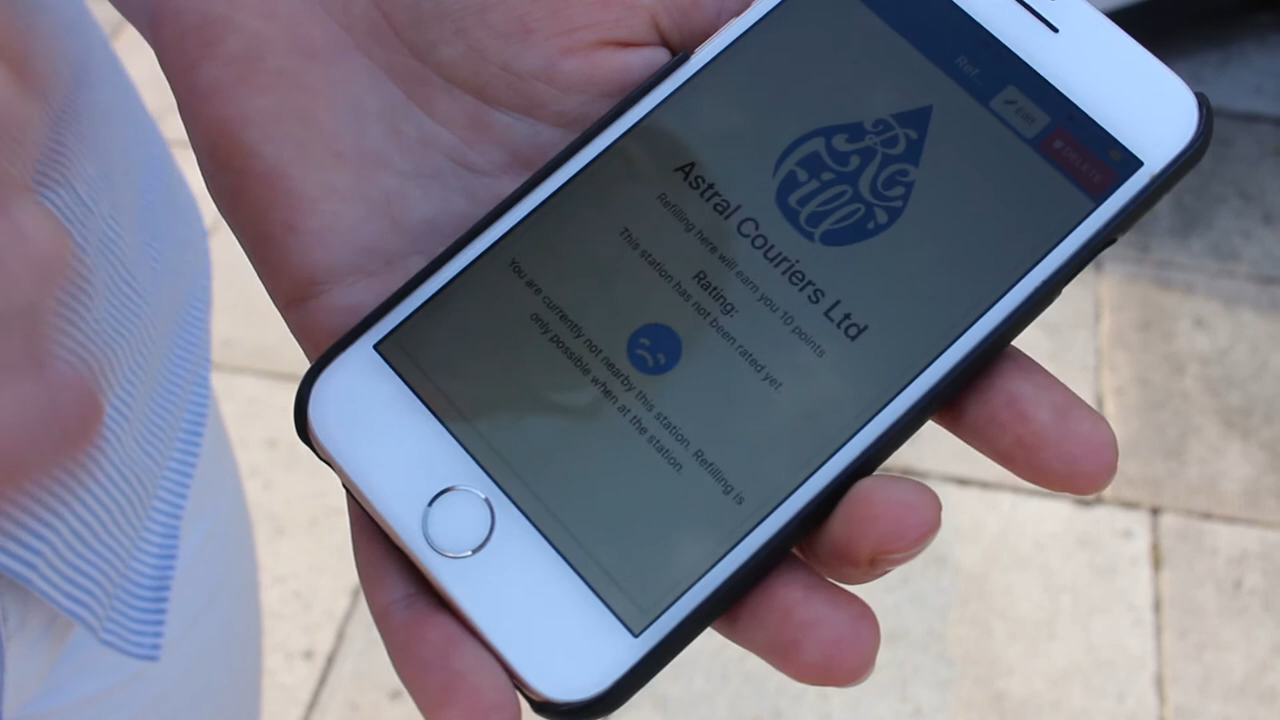 Ref...
Edit
DELETE
ReFill
Astral Couriers Ltd
Refilling here will earn you 10 points.
Rating:
This station has not been rated yet.
You are currently not nearby this station. Refilling is
only possible when at the station.